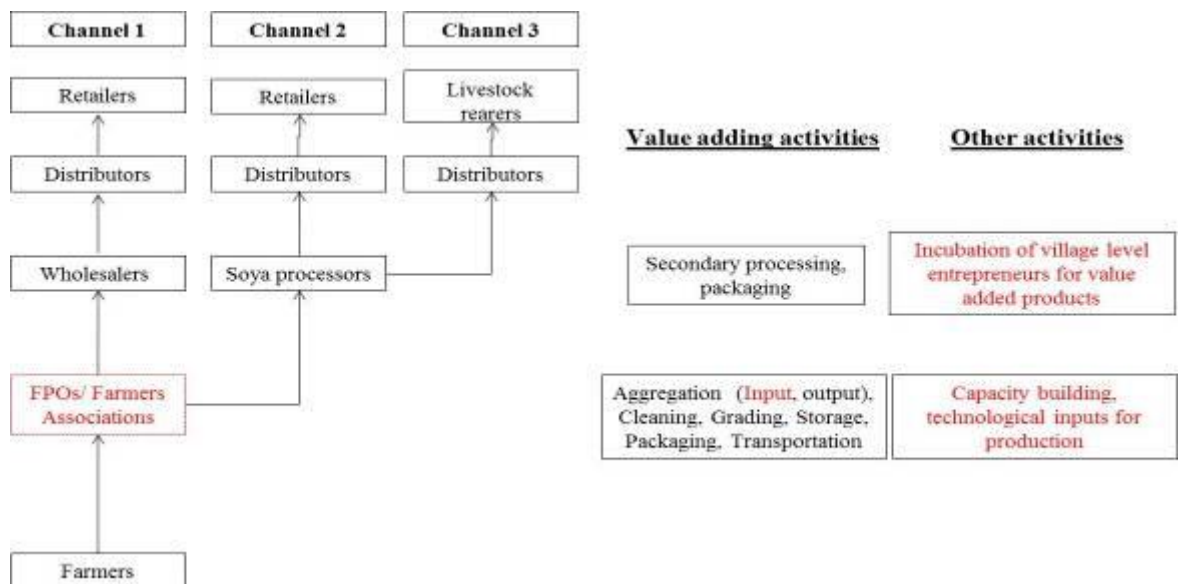 Channel 1
Channel 2
Channel 3
Retailers
Retailers
Livestock
rearers
Value adding activities
Other activities
Distributors
Distributors
Distributors
Wholesalers
Soya processors
Secondary processing,
packaging
Incubation of village level
entrepreneurs for value
added products
FPOs/ Farmers
Associations
Aggregation (Input, output),
Cleaning, Grading, Storage,
Packaging, Transportation
Capacity building,
technological inputs for
production
Farmers